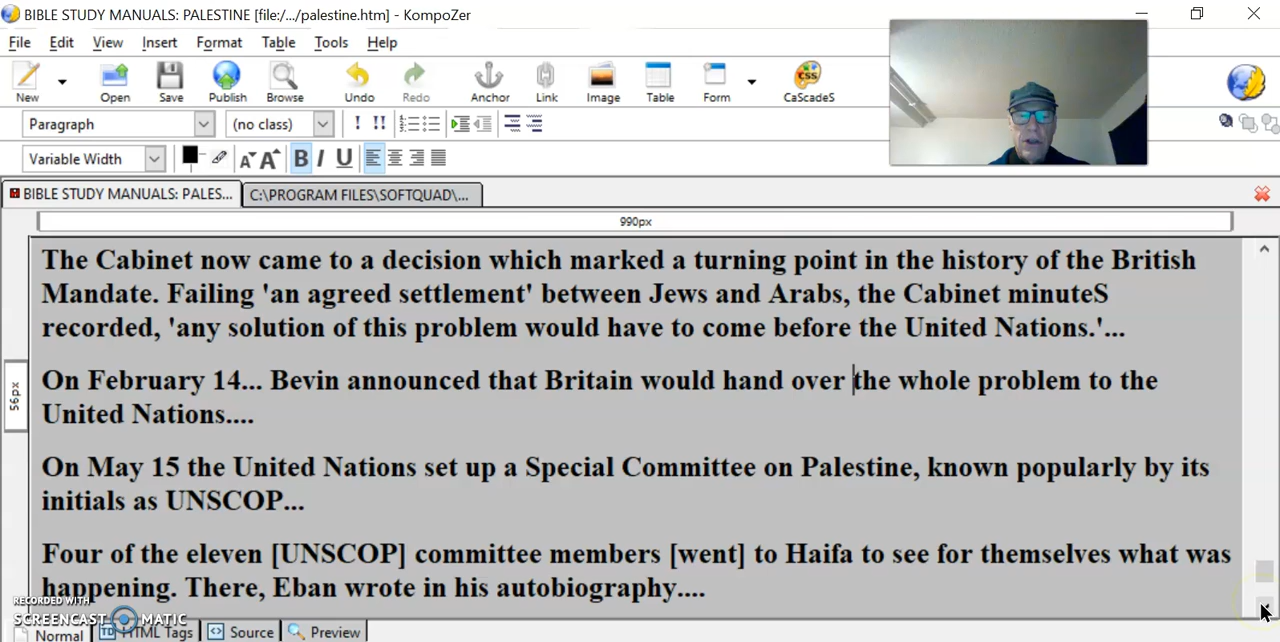 BIBLE STUDY MANUALS: PALESTINE [file:/.../palestine.htm] - KompoZer
File Edit View Insert Format Table Tools Help
New Open Save Publish Browse Undo Redo Anchor Link Image Table Form CaScadeS
Paragraph (no class) ! !!
Variable Width A A B I U
BIBLE STUDY MANUALS: PALES... C:\PROGRAM FILES\SOFTQUAD\...
990px
56px
The Cabinet now came to a decision which marked a turning point in the history of the British
Mandate. Failing 'an agreed settlement' between Jews and Arabs, the Cabinet minuteS
recorded, 'any solution of this problem would have to come before the United Nations.'...
On February 14... Bevin announced that Britain would hand over the whole problem to the
United Nations....
On May 15 the United Nations set up a Special Committee on Palestine, known popularly by its
initials as UNSCOP...
Four of the eleven [UNSCOP] committee members [went] to Haifa to see for themselves what was
happening. There, Eban wrote in his autobiography....
RECORDED WITH
SCREENCAST MATIC
Normal HTML Tags Source Preview